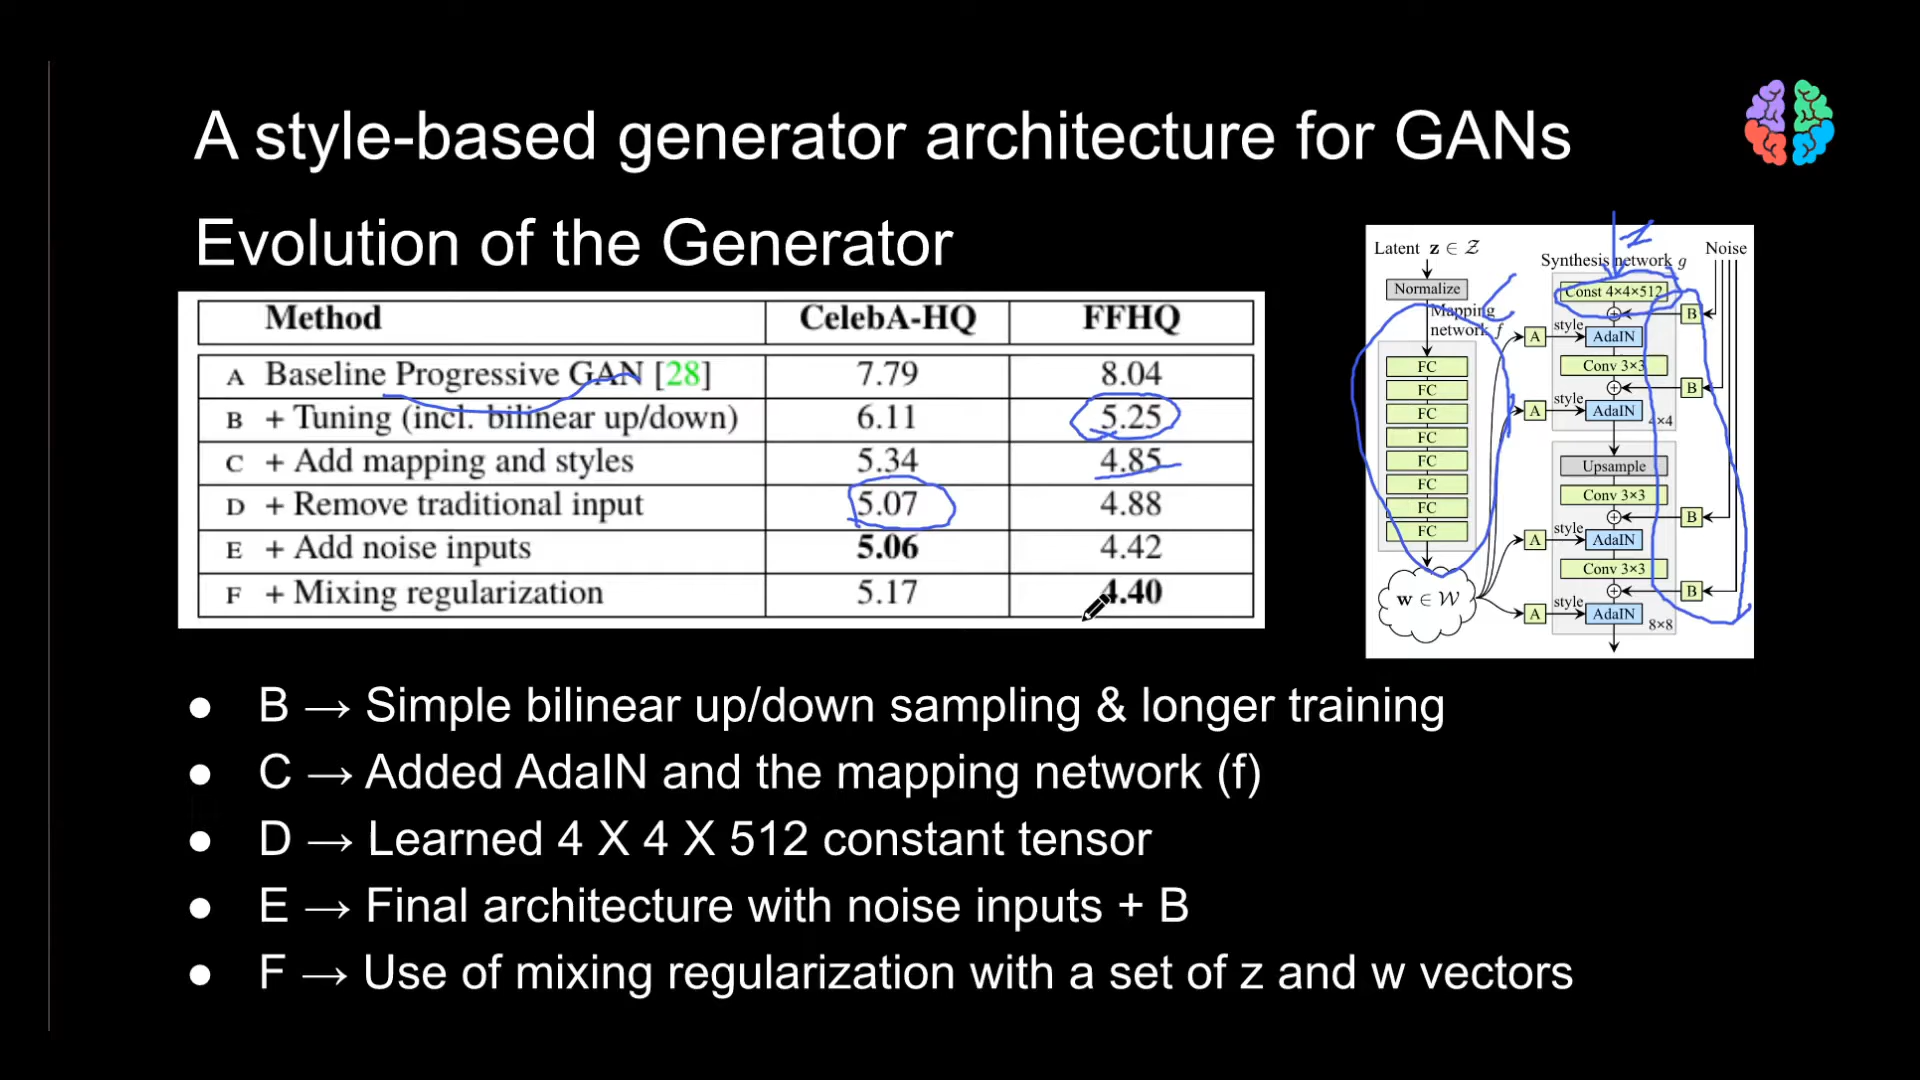 A style-based generator architecture for GANs
Evolution of the Generator
Method CelebA-HQ FFHQ
A Baseline Progressive GAN [28] 7.79 8.04
B + Tuning (incl. bilinear up/down) 6.11 5.25
C + Add mapping and styles 5.34 4.85
D + Remove traditional input 5.07 4.88
E + Add noise inputs 5.06 4.42
F + Mixing regularization 5.17 4.40
Latent z ∈ Z
Normalize
Mapping
network f
FC
FC
FC
FC
FC
FC
FC
FC
w ∈ W
z
Synthesis network g
Noise
Const 4×4×512
B
A style AdaIN
Conv 3×3
B
A style AdaIN
4×4
Upsample
Conv 3×3
B
A style AdaIN
Conv 3×3
B
A style AdaIN
8×8
● B → Simple bilinear up/down sampling & longer training
● C → Added AdaIN and the mapping network (f)
● D → Learned 4 X 4 X 512 constant tensor
● E → Final architecture with noise inputs + B
● F → Use of mixing regularization with a set of z and w vectors